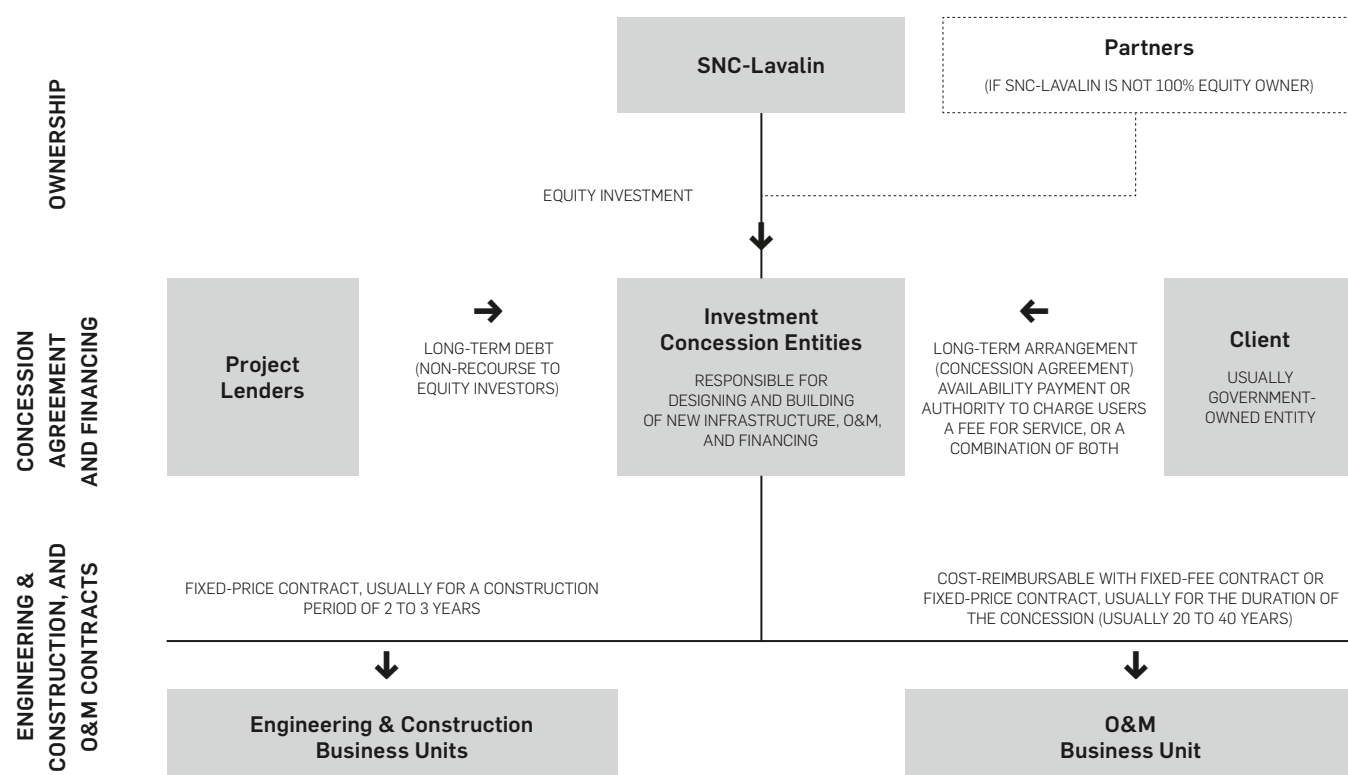 OWNERSHIP
SNC-Lavalin
Partners
(IF SNC-LAVALIN IS NOT 100% EQUITY OWNER)
EQUITY INVESTMENT
CONCESSION
AGREEMENT
AND FINANCING
Project
Lenders
LONG-TERM DEBT
(NON-RECOURSE TO
EQUITY INVESTORS)
Investment
Concession Entities
RESPONSIBLE FOR
DESIGNING AND BUILDING
OF NEW INFRASTRUCTURE, O&M,
AND FINANCING
LONG-TERM ARRANGEMENT
(CONCESSION AGREEMENT)
AVAILABILITY PAYMENT OR
AUTHORITY TO CHARGE USERS
A FEE FOR SERVICE, OR A
COMBINATION OF BOTH
Client
USUALLY
GOVERNMENT-
OWNED ENTITY
ENGINEERING &
CONSTRUCTION, AND
O&M CONTRACTS
FIXED-PRICE CONTRACT, USUALLY FOR A CONSTRUCTION
PERIOD OF 2 TO 3 YEARS
COST-REIMBURSABLE WITH FIXED-FEE CONTRACT OR
FIXED-PRICE CONTRACT, USUALLY FOR THE DURATION OF
THE CONCESSION (USUALLY 20 TO 40 YEARS)
Engineering & Construction
Business Units
O&M
Business Unit